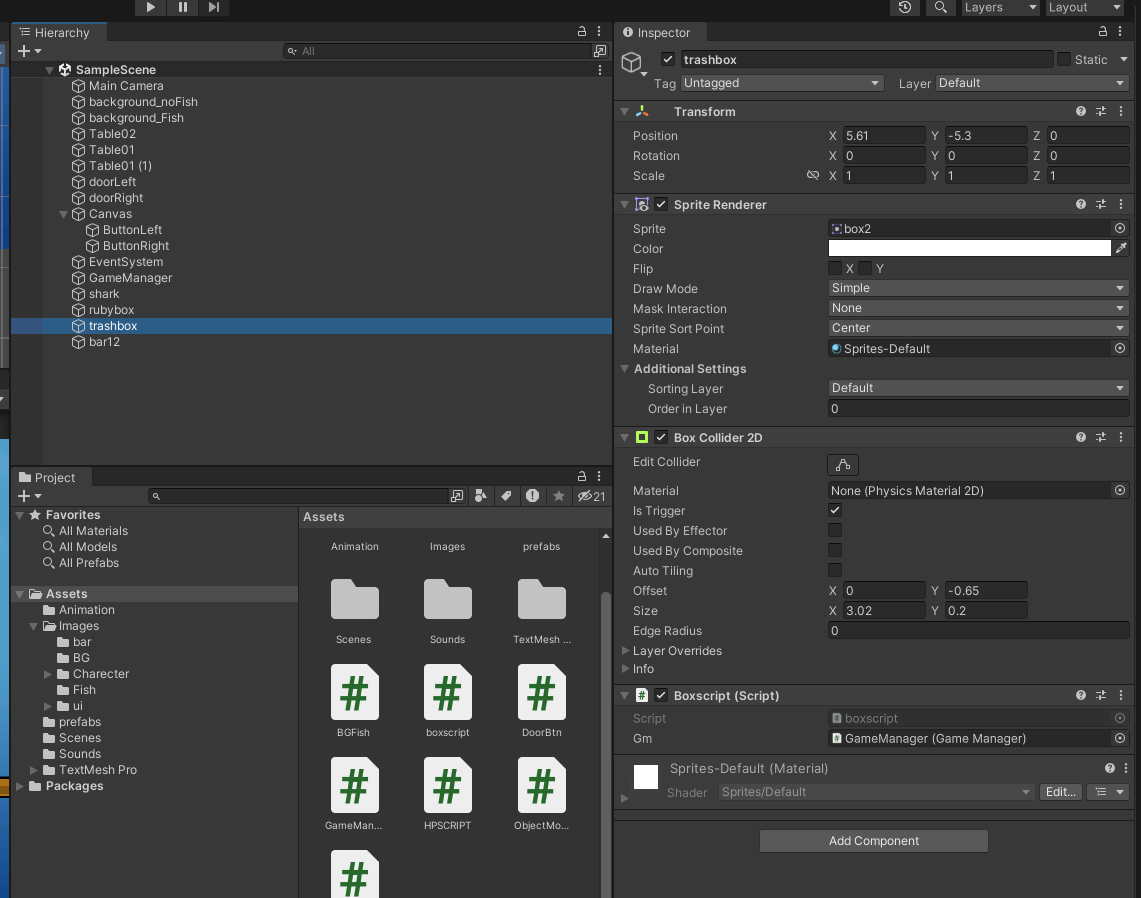 Layers
Layout
Hierarchy
All
SampleScene
Main Camera
background_noFish
background_Fish
Table02
Table01
Table01 (1)
doorLeft
doorRight
Canvas
ButtonLeft
ButtonRight
EventSystem
GameManager
shark
rubybox
trashbox
bar12
Project
21
Favorites
All Materials
All Models
All Prefabs
Assets
Animation
Images
bar
BG
Charecter
Fish
ui
prefabs
Scenes
Sounds
TextMesh Pro
Packages
Assets
Animation
Images
prefabs
Scenes
Sounds
TextMesh ...
#
#
#
BGFish
boxscript
DoorBtn
#
#
#
GameMan...
HPSCRIPT
ObjectMo...
#
Inspector
trashbox
Static
Tag Untagged
Layer Default
Transform
Position X 5.61 Y -5.3 Z 0
Rotation X 0 Y 0 Z 0
Scale X 1 Y 1 Z 1
Sprite Renderer
Sprite box2
Color
Flip X Y
Draw Mode Simple
Mask Interaction None
Sprite Sort Point Center
Material Sprites-Default
Additional Settings
Sorting Layer Default
Order in Layer 0
Box Collider 2D
Edit Collider
Material None (Physics Material 2D)
Is Trigger
Used By Effector
Used By Composite
Auto Tiling
Offset X 0 Y -0.65
Size X 3.02 Y 0.2
Edge Radius 0
Layer Overrides
Info
# Boxscript (Script)
Script boxscript
Gm GameManager (Game Manager)
Sprites-Default (Material)
Shader Sprites/Default Edit...
Add Component